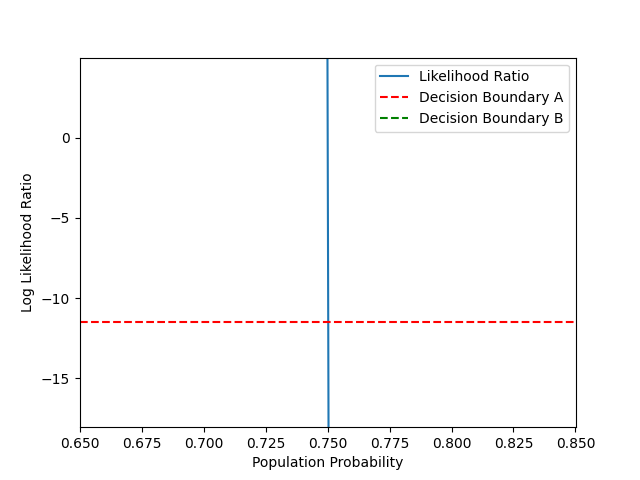 Likelihood Ratio
Decision Boundary A
Decision Boundary B
Log Likelihood Ratio
0
−5
−10
−15
0.650 0.675 0.700 0.725 0.750 0.775 0.800 0.825 0.850
Population Probability